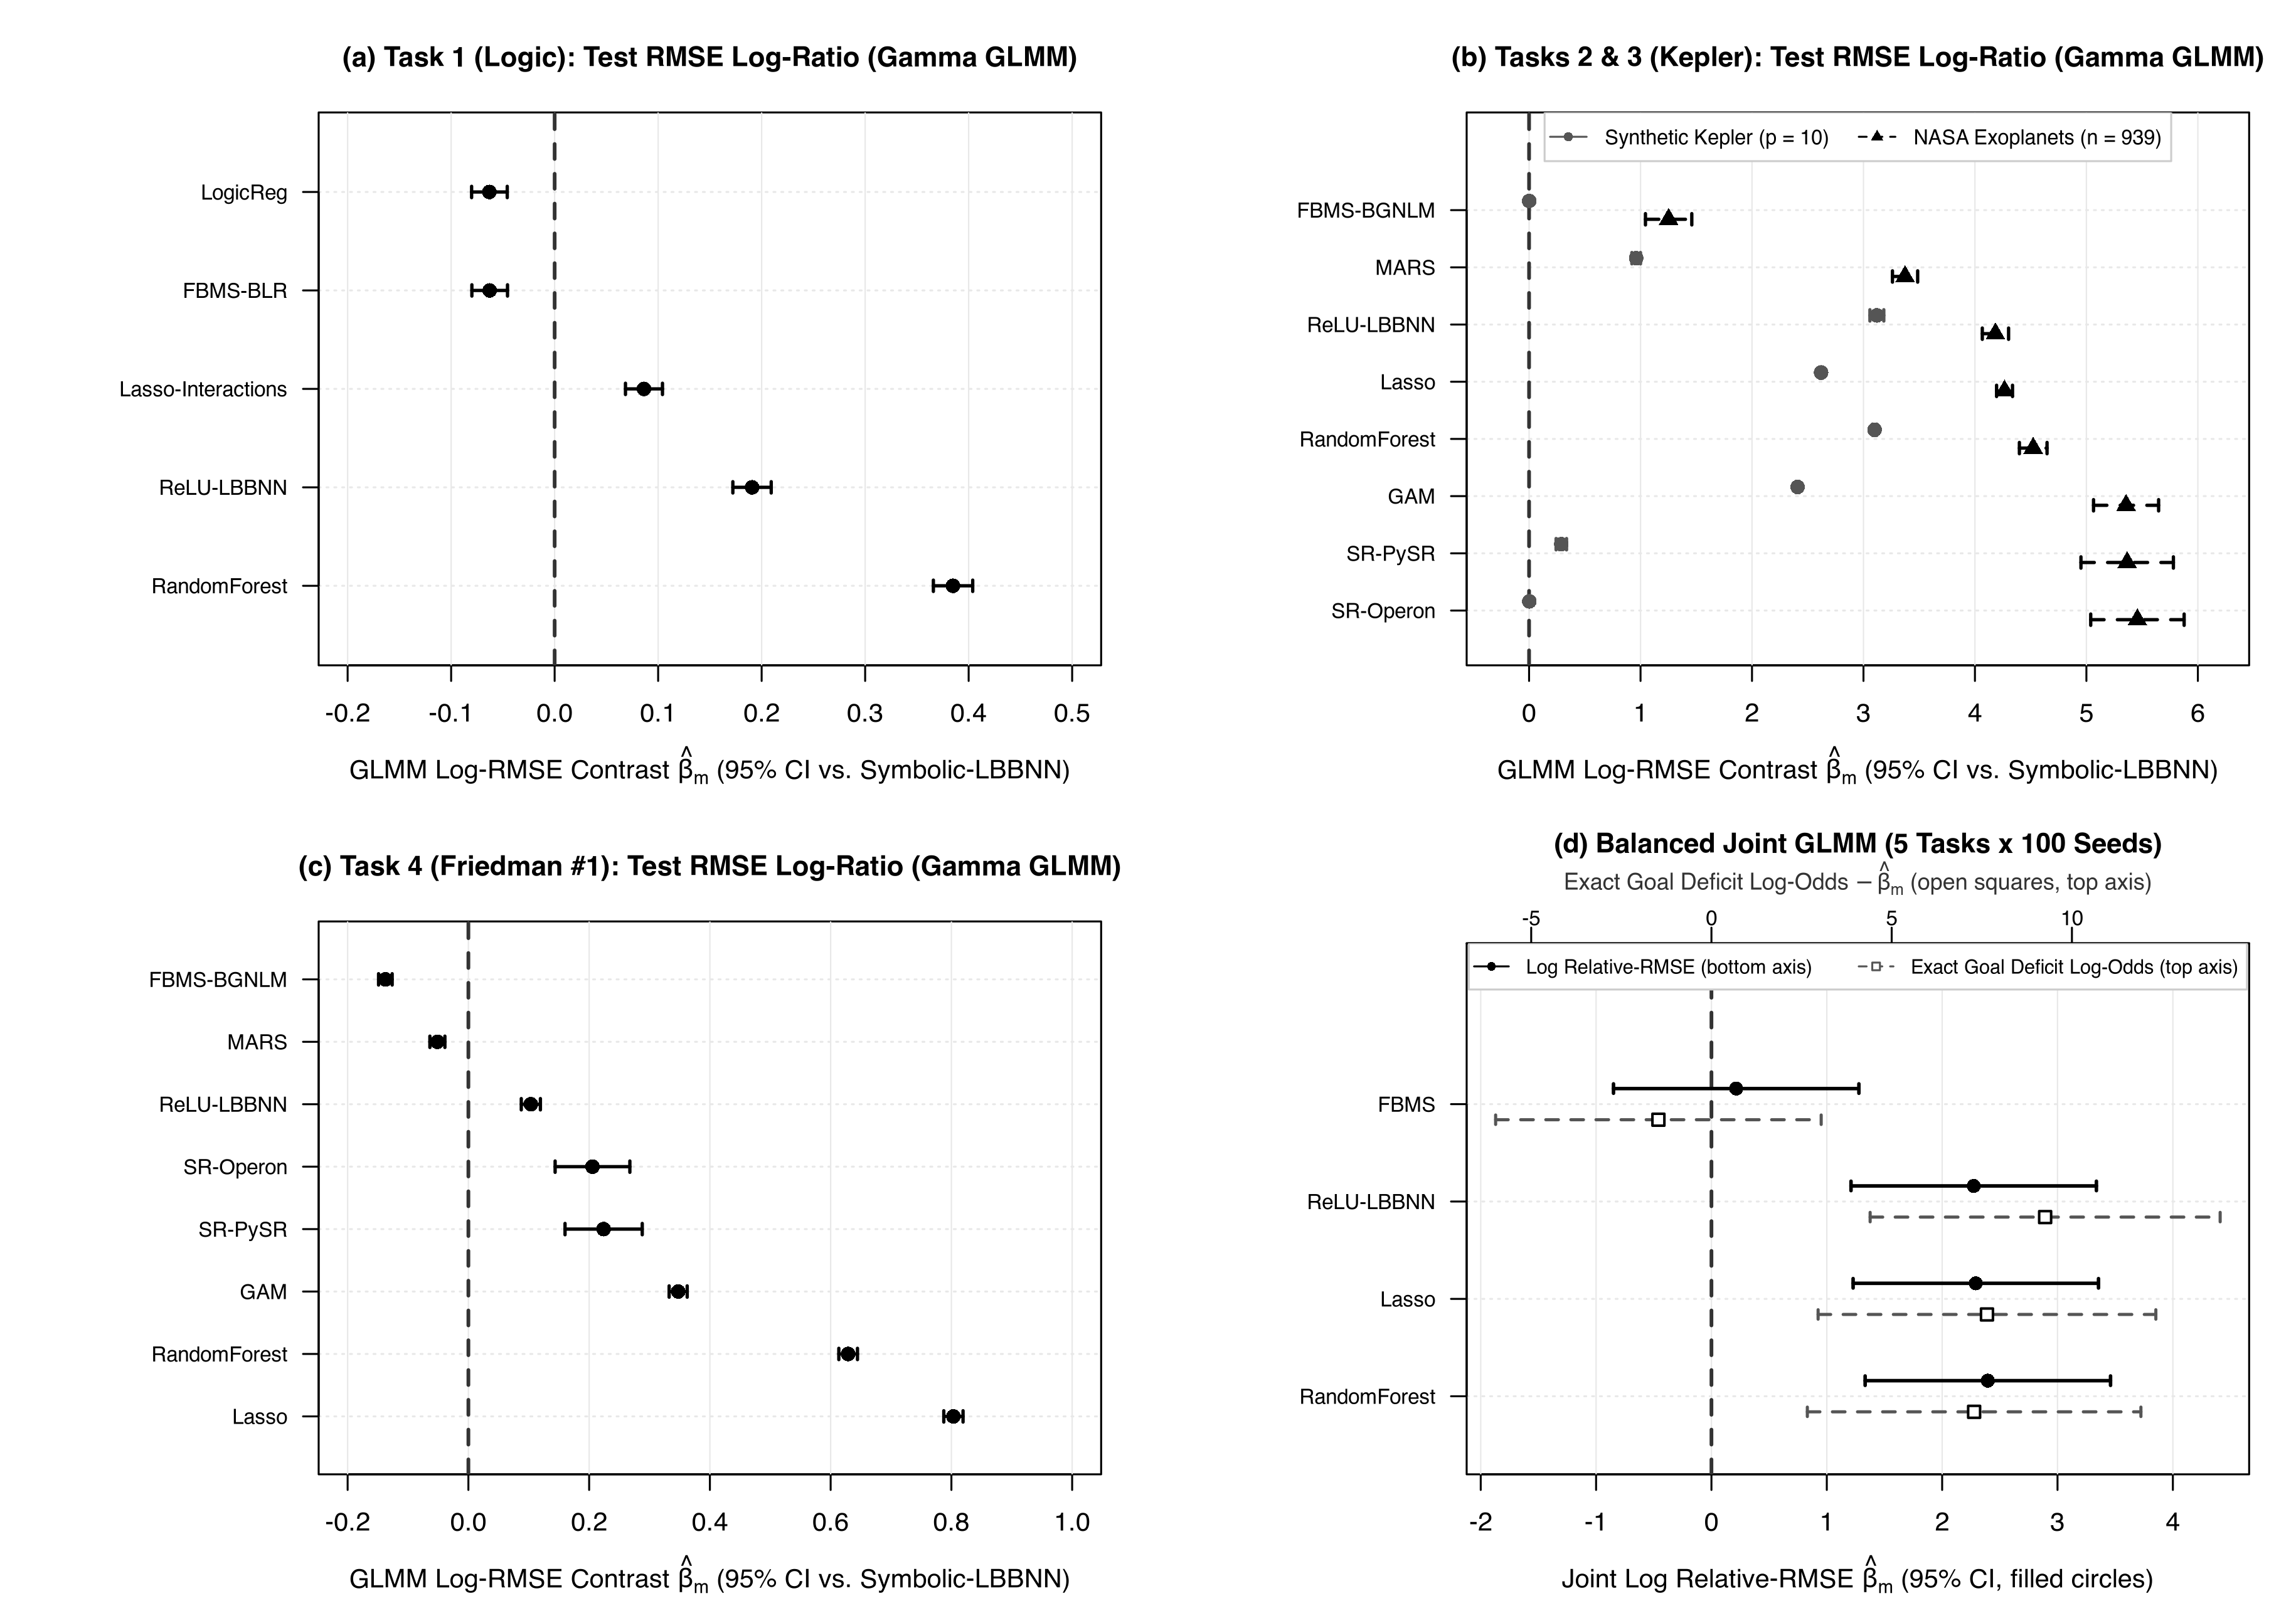 (a) Task 1 (Logic): Test RMSE Log-Ratio (Gamma GLMM)
LogicReg
FBMS-BLR
Lasso-Interactions
ReLU-LBBNN
RandomForest
-0.2 -0.1 0.0 0.1 0.2 0.3 0.4 0.5
GLMM Log-RMSE Contrast β̂m (95% CI vs. Symbolic-LBBNN)
(b) Tasks 2 & 3 (Kepler): Test RMSE Log-Ratio (Gamma GLMM)
Synthetic Kepler (p = 10) NASA Exoplanets (n = 939)
FBMS-BGNLM
MARS
ReLU-LBBNN
Lasso
RandomForest
GAM
SR-PySR
SR-Operon
0 1 2 3 4 5 6
GLMM Log-RMSE Contrast β̂m (95% CI vs. Symbolic-LBBNN)
(c) Task 4 (Friedman #1): Test RMSE Log-Ratio (Gamma GLMM)
FBMS-BGNLM
MARS
ReLU-LBBNN
SR-Operon
SR-PySR
GAM
RandomForest
Lasso
-0.2 0.0 0.2 0.4 0.6 0.8 1.0
GLMM Log-RMSE Contrast β̂m (95% CI vs. Symbolic-LBBNN)
(d) Balanced Joint GLMM (5 Tasks x 100 Seeds)
Exact Goal Deficit Log-Odds −β̂m (open squares, top axis)
-5 0 5 10
Log Relative-RMSE (bottom axis) Exact Goal Deficit Log-Odds (top axis)
FBMS
ReLU-LBBNN
Lasso
RandomForest
-2 -1 0 1 2 3 4
Joint Log Relative-RMSE β̂m (95% CI, filled circles)